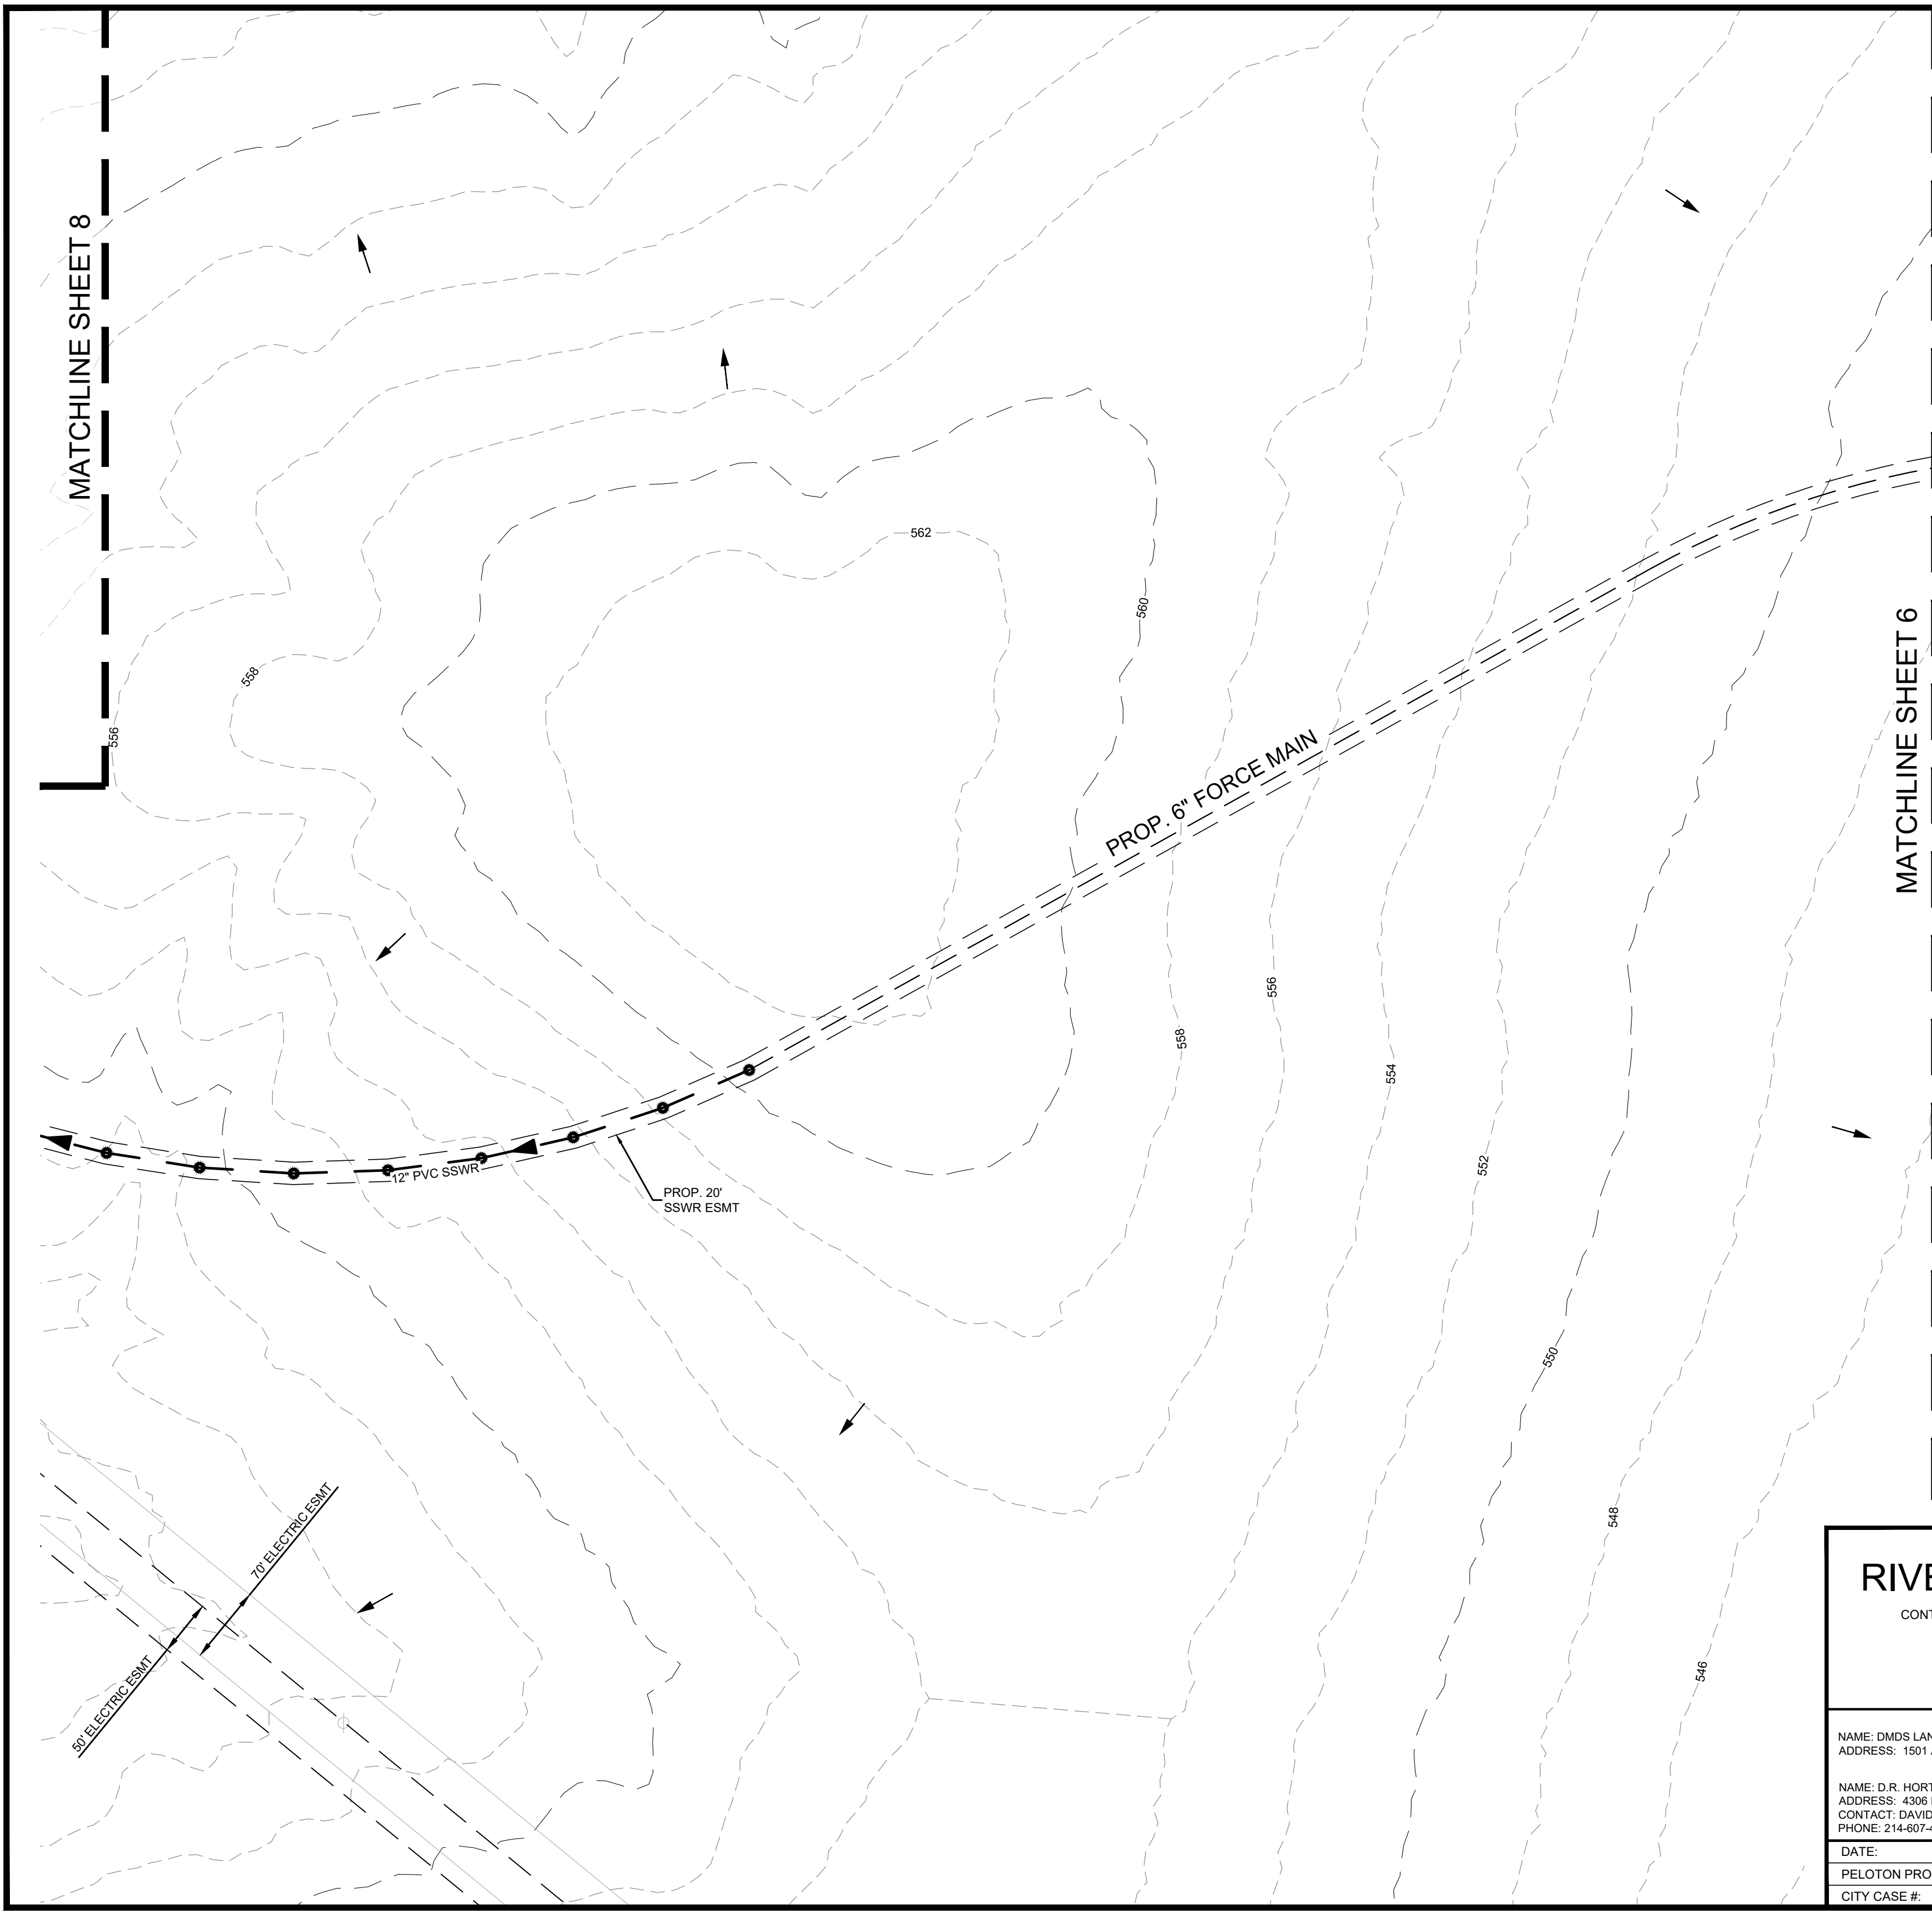 MATCHLINE SHEET 8
562
560
558
556
PROP. 6" FORCE MAIN
MATCHLINE SHEET 6
556
558
554
552
12" PVC SSWR
PROP. 20'
SSWR ESMT
550
548
546
70' ELECTRIC ESMT
50' ELECTRIC ESMT
RIVE
CONT
NAME: DMDS LAN
ADDRESS: 1501
NAME: D.R. HORT
ADDRESS: 4306
CONTACT: DAVID
PHONE: 214-607-4
DATE:
PELOTON PRO
CITY CASE #: